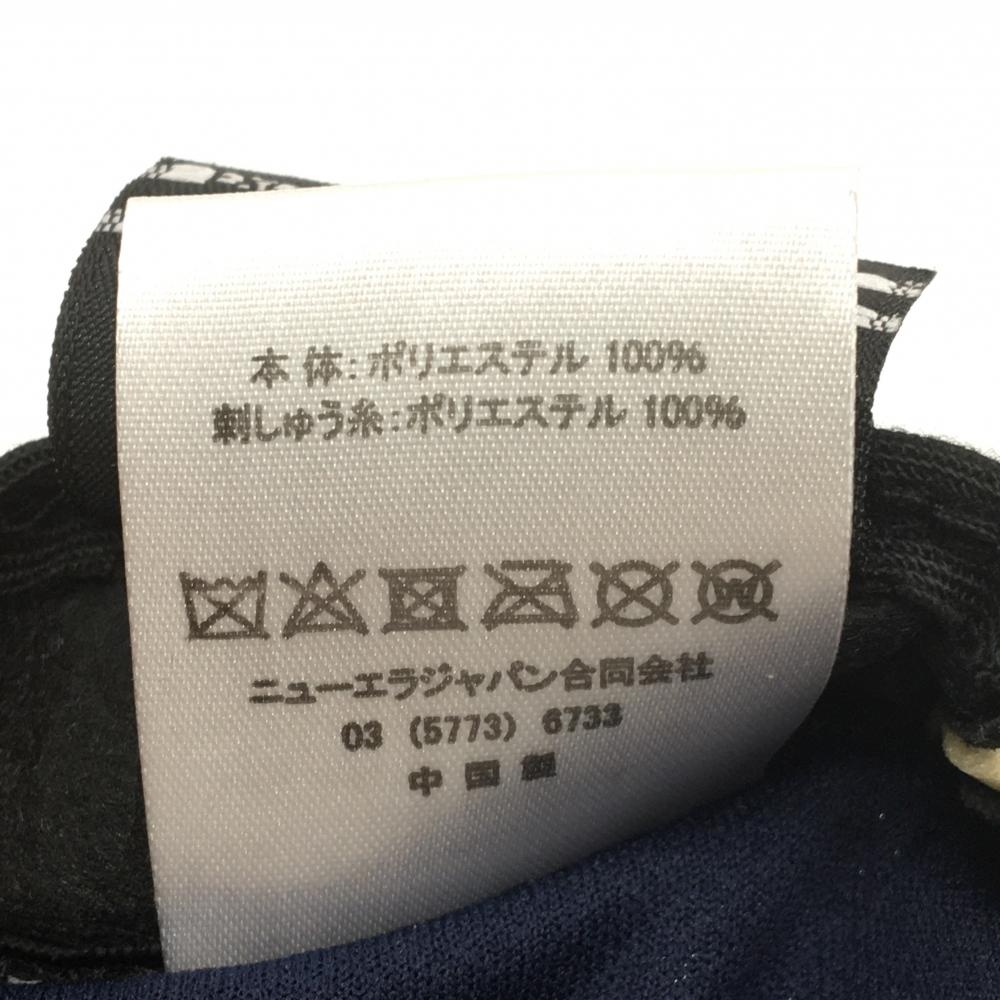 本 体:ポリエステル 100%
刺しゅう糸:ポリエステル 100%
W
ニューエラジャパン合同会社
03 (5773) 6733
中 国 製